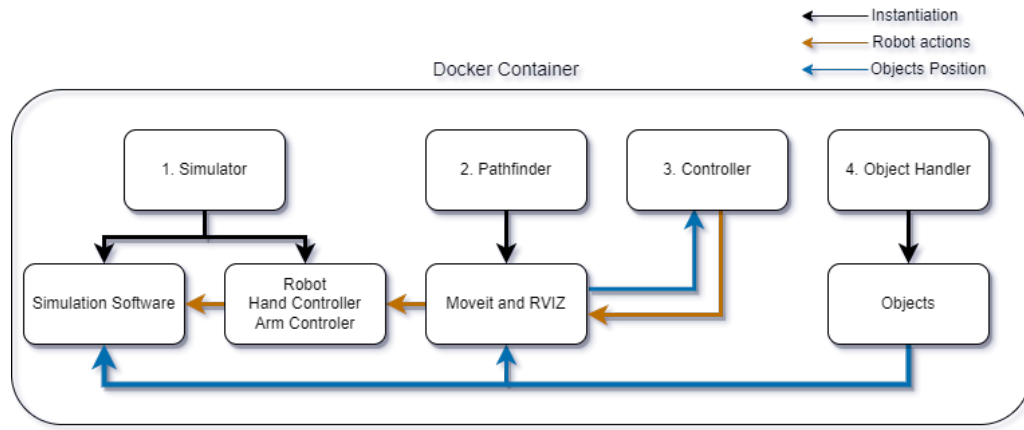 Instantiation
Robot actions
Objects Position
Docker Container
1. Simulator
2. Pathfinder
3. Controller
4. Object Handler
Simulation Software
Robot
Hand Controller
Arm Controler
Moveit and RVIZ
Objects